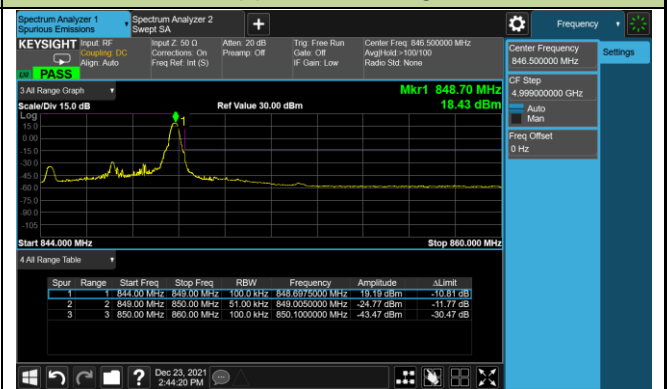 Spectrum Analyzer 1
Spurious Emissions
Spectrum Analyzer 2
Swept SA
Frequency
KEYSIGHT
Input: RF
Coupling: DC
Align: Auto
Input Z: 50 Ω
Corrections: On
Freq Ref: Int (S)
Atten: 20 dB
Preamp: Off
Trig: Free Run
Gate: Off
IF Gain: Low
Center Freq: 846.500000 MHz
Avg|Hold:>100/100
Radio Std: None
PASS
3 All Range Graph
Mkr1 848.70 MHz
Scale/Div 15.0 dB
Ref Value 30.00 dBm
18.43 dBm
Log
1
15.0
0.00
-15.0
-30.0
-45.0
-60.0
-75.0
-90.0
-105
Start 844.000 MHz
Stop 860.000 MHz
4 All Range Table
Spur Range Start Freq Stop Freq RBW Frequency Amplitude ΔLimit
1 1 844.00 MHz 849.00 MHz 100.0 kHz 848.6975000 MHz 19.19 dBm -10.81 dB
2 2 849.00 MHz 850.00 MHz 51.00 kHz 849.0050000 MHz -24.77 dBm -11.77 dB
3 3 850.00 MHz 860.00 MHz 100.0 kHz 850.1000000 MHz -43.47 dBm -30.47 dB
Center Frequency
846.500000 MHz
Settings
CF Step
4.999000000 GHz
Auto
Man
Freq Offset
0 Hz
?
Dec 23, 2021
2:44:20 PM